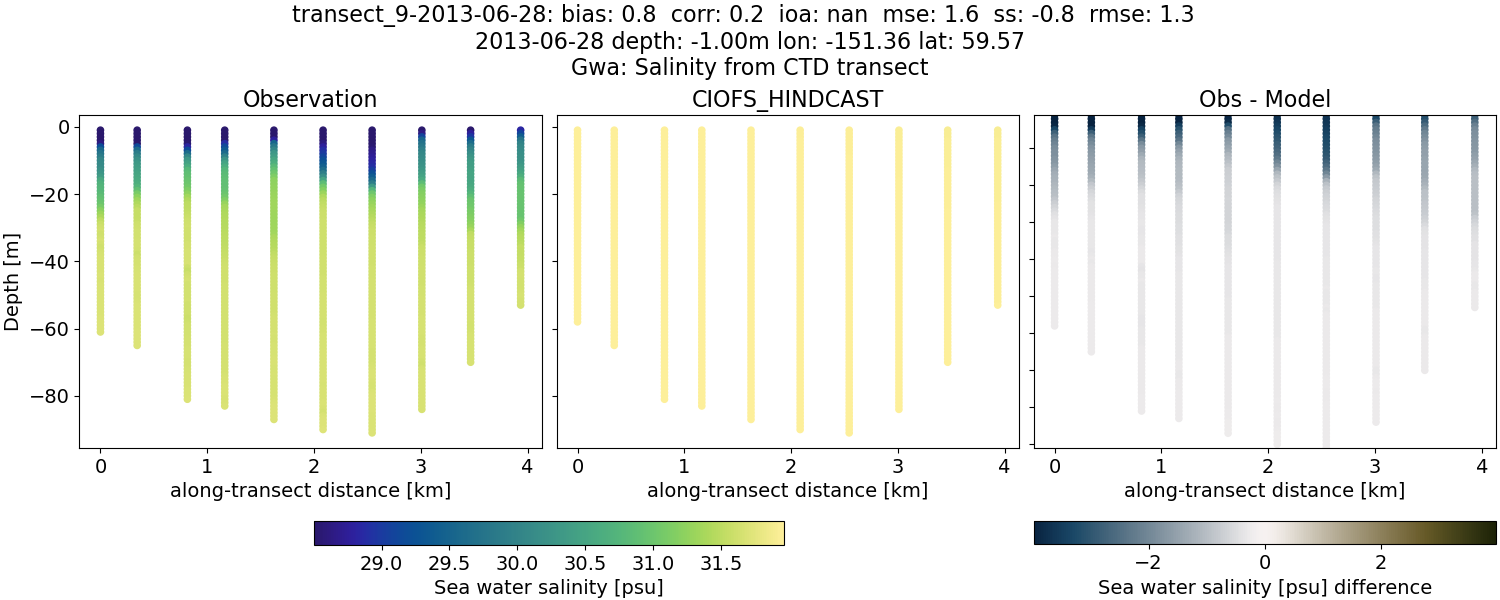 transect_9-2013-06-28: bias: 0.8  corr: 0.2  ioa: nan  mse: 1.6  ss: -0.8  rmse: 1.3
2013-06-28 depth: -1.00m lon: -151.36 lat: 59.57
Gwa: Salinity from CTD transect
Observation
CIOFS_HINDCAST
Obs - Model
Depth [m]
0
−20
−40
−60
−80
0 1 2 3 4
0 1 2 3 4
0 1 2 3 4
along-transect distance [km]
along-transect distance [km]
along-transect distance [km]
29.0 29.5 30.0 30.5 31.0 31.5
Sea water salinity [psu]
−2 0 2
Sea water salinity [psu] difference